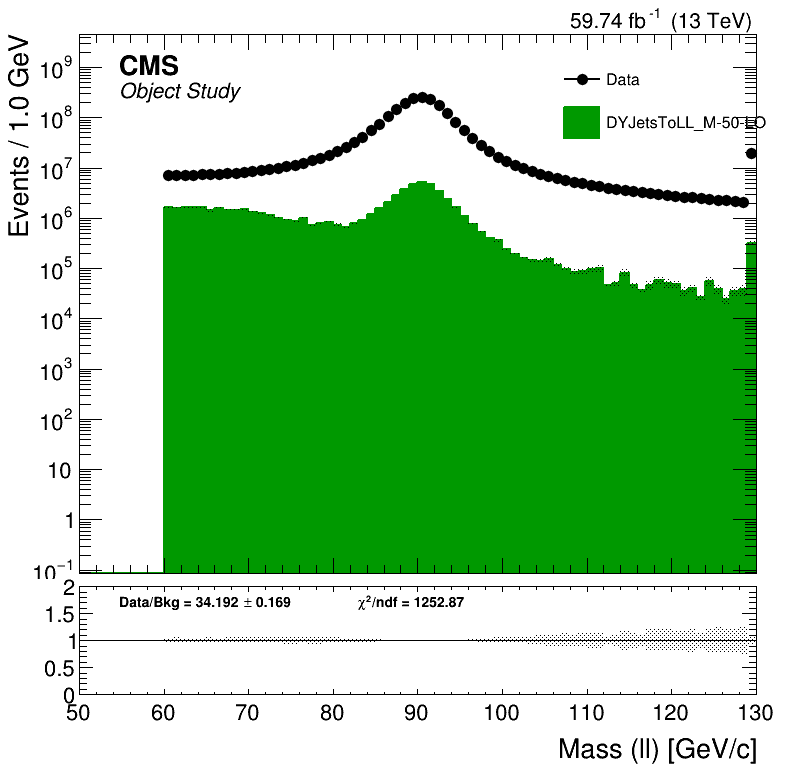 59.74 fb⁻¹ (13 TeV)
CMS
Object Study
Data
DYJetsToLL_M-50-LO
Events / 1.0 GeV
10⁹
10⁸
10⁷
10⁶
10⁵
10⁴
10³
10²
10
1
10⁻¹
Data/Bkg = 34.192 ± 0.169 χ²/ndf = 1252.87
2
1.5
1
0.5
0
50 60 70 80 90 100 110 120 130
Mass (ll) [GeV/c]